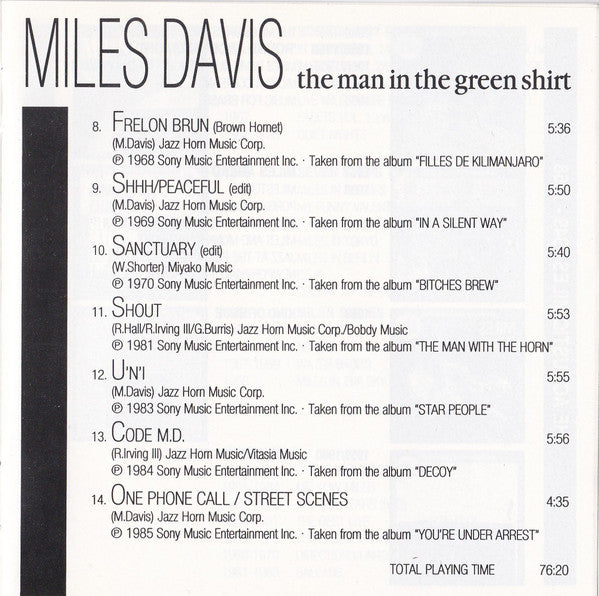 MILES DAVIS the man in the green shirt
8. FRELON BRUN (Brown Hornet) 5:36
(M.Davis) Jazz Horn Music Corp.
℗ 1968 Sony Music Entertainment Inc. · Taken from the album "FILLES DE KILIMANJARO"
9. SHHH/PEACEFUL (edit) 5:50
(M.Davis) Jazz Horn Music Corp.
℗ 1969 Sony Music Entertainment Inc. · Taken from the album "IN A SILENT WAY"
10. SANCTUARY (edit) 5:40
(W.Shorter) Miyako Music
℗ 1970 Sony Music Entertainment Inc. · Taken from the album "BITCHES BREW"
11. SHOUT 5:53
(R.Hall/R.Irving III/G.Burris) Jazz Horn Music Corp./Bobdy Music
℗ 1981 Sony Music Entertainment Inc. · Taken from the album "THE MAN WITH THE HORN"
12. U'N'I 5:55
(M.Davis) Jazz Horn Music Corp.
℗ 1983 Sony Music Entertainment Inc. · Taken from the album "STAR PEOPLE"
13. CODE M.D. 5:56
(R.Irving III) Jazz Horn Music/Vitasia Music
℗ 1984 Sony Music Entertainment Inc. · Taken from the album "DECOY"
14. ONE PHONE CALL / STREET SCENES 4:35
(M.Davis) Jazz Horn Music Corp.
℗ 1985 Sony Music Entertainment Inc. · Taken from the album "YOU'RE UNDER ARREST"
TOTAL PLAYING TIME 76:20